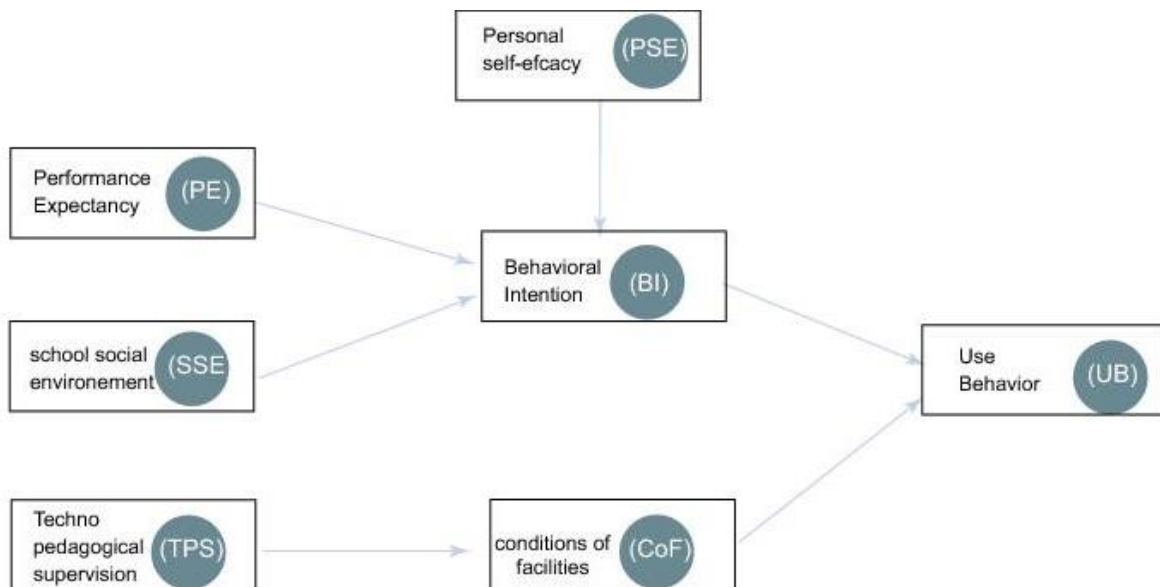 Personal
self-efcacy
(PSE)
Performance
Expectancy
(PE)
Behavioral
Intention
(BI)
school social
environement
(SSE
Use
Behavior
(UB)
Techno
pedagogical
supervision
(TPS)
conditions of
facilities
(CoF)